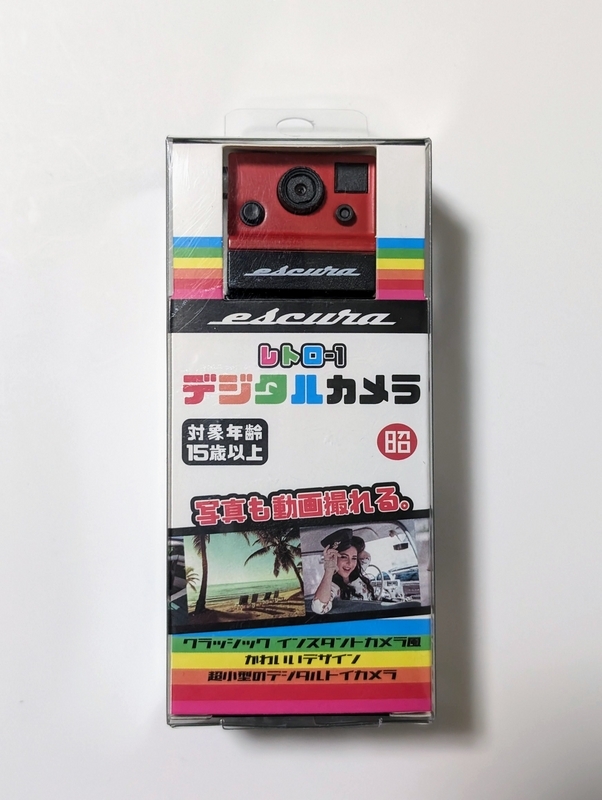 escura
escura
レトロ-1
デジタルカメラ
対象年齢
15歳以上
昭
写真も動画撮れる。
クラッシック インスタントカメラ風
かわいいデザイン
超小型のデジタルトイカメラ